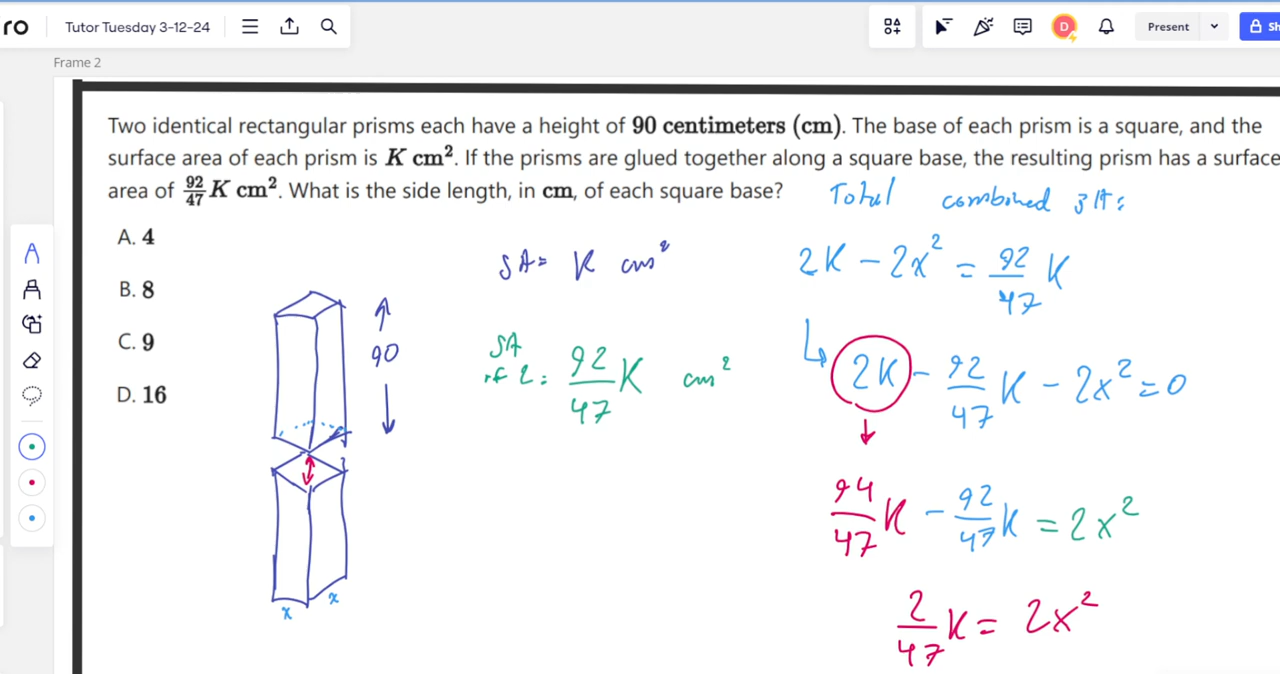 ro Tutor Tuesday 3-12-24 D Present Sh
Frame 2
Two identical rectangular prisms each have a height of 90 centimeters (cm). The base of each prism is a square, and the
surface area of each prism is K cm². If the prisms are glued together along a square base, the resulting prism has a surface
area of 92/47 K cm². What is the side length, in cm, of each square base?
Total combined SA:
A. 4
SA = K cm²
2K - 2x² = 92/47 K
B. 8
C. 9
90
SA of 2 = 92/47 K cm²
2K - 92/47 K - 2x² = 0
D. 16
94/47 K - 92/47 K = 2x²
x x
2/47 K = 2x²